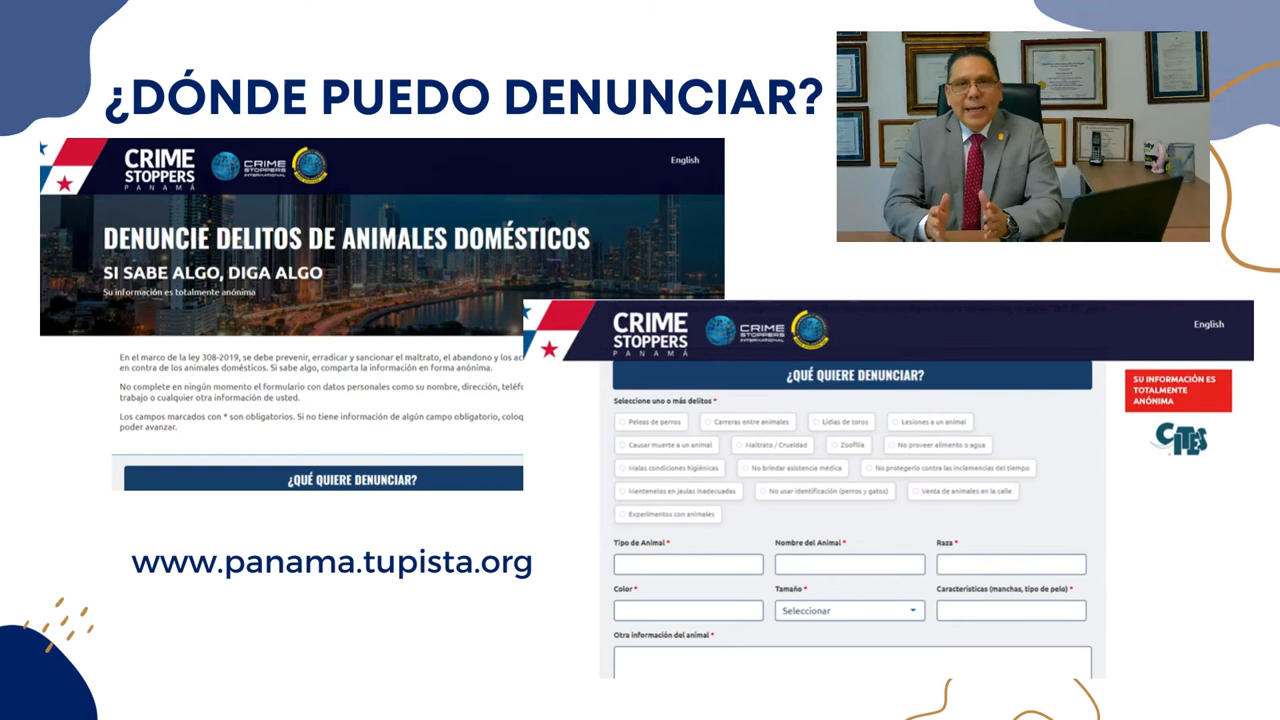 ¿DÓNDE PUEDO DENUNCIAR?
CRIME
STOPPERS
PANAMÁ
CRIME
STOPPERS
INTERNATIONAL
English
DENUNCIE DELITOS DE ANIMALES DOMÉSTICOS
SI SABE ALGO, DIGA ALGO
Su información es totalmente anónima
En el marco de la ley 308-2019, se debe prevenir, erradicar y sancionar el maltrato, el abandono y los ac
en contra de los animales domésticos. Si sabe algo, comparta la información en forma anónima.
No complete en ningún momento el formulario con datos personales como su nombre, dirección, teléfo
trabajo o cualquier otra información de usted.
Los campos marcados con * son obligatorios. Si no tiene información de algún campo obligatorio, coloq
poder avanzar.
¿QUÉ QUIERE DENUNCIAR?
www.panama.tupista.org
CRIME
STOPPERS
PANAMÁ
CRIME
STOPPERS
INTERNATIONAL
English
¿QUÉ QUIERE DENUNCIAR?
SU INFORMACIÓN ES
TOTALMENTE
ANÓNIMA
CITES
Seleccione uno o más delitos *
Peleas de perros Carreras entre animales Lidias de toros Lesiones a un animal
Causar muerte a un animal Maltrato / Crueldad Zoofilia No proveer alimento o agua
Malas condiciones higiénicas No brindar asistencia médica No protegerlo contra las inclemencias del tiempo
Mantenelos en jaulas inadecuadas No usar identificación (perros y gatos) Venta de animales en la calle
Experimentos con animales
Tipo de Animal * Nombre del Animal * Raza *
Color * Tamaño * Características (manchas, tipo de pelo) *
Seleccionar
Otra información del animal *